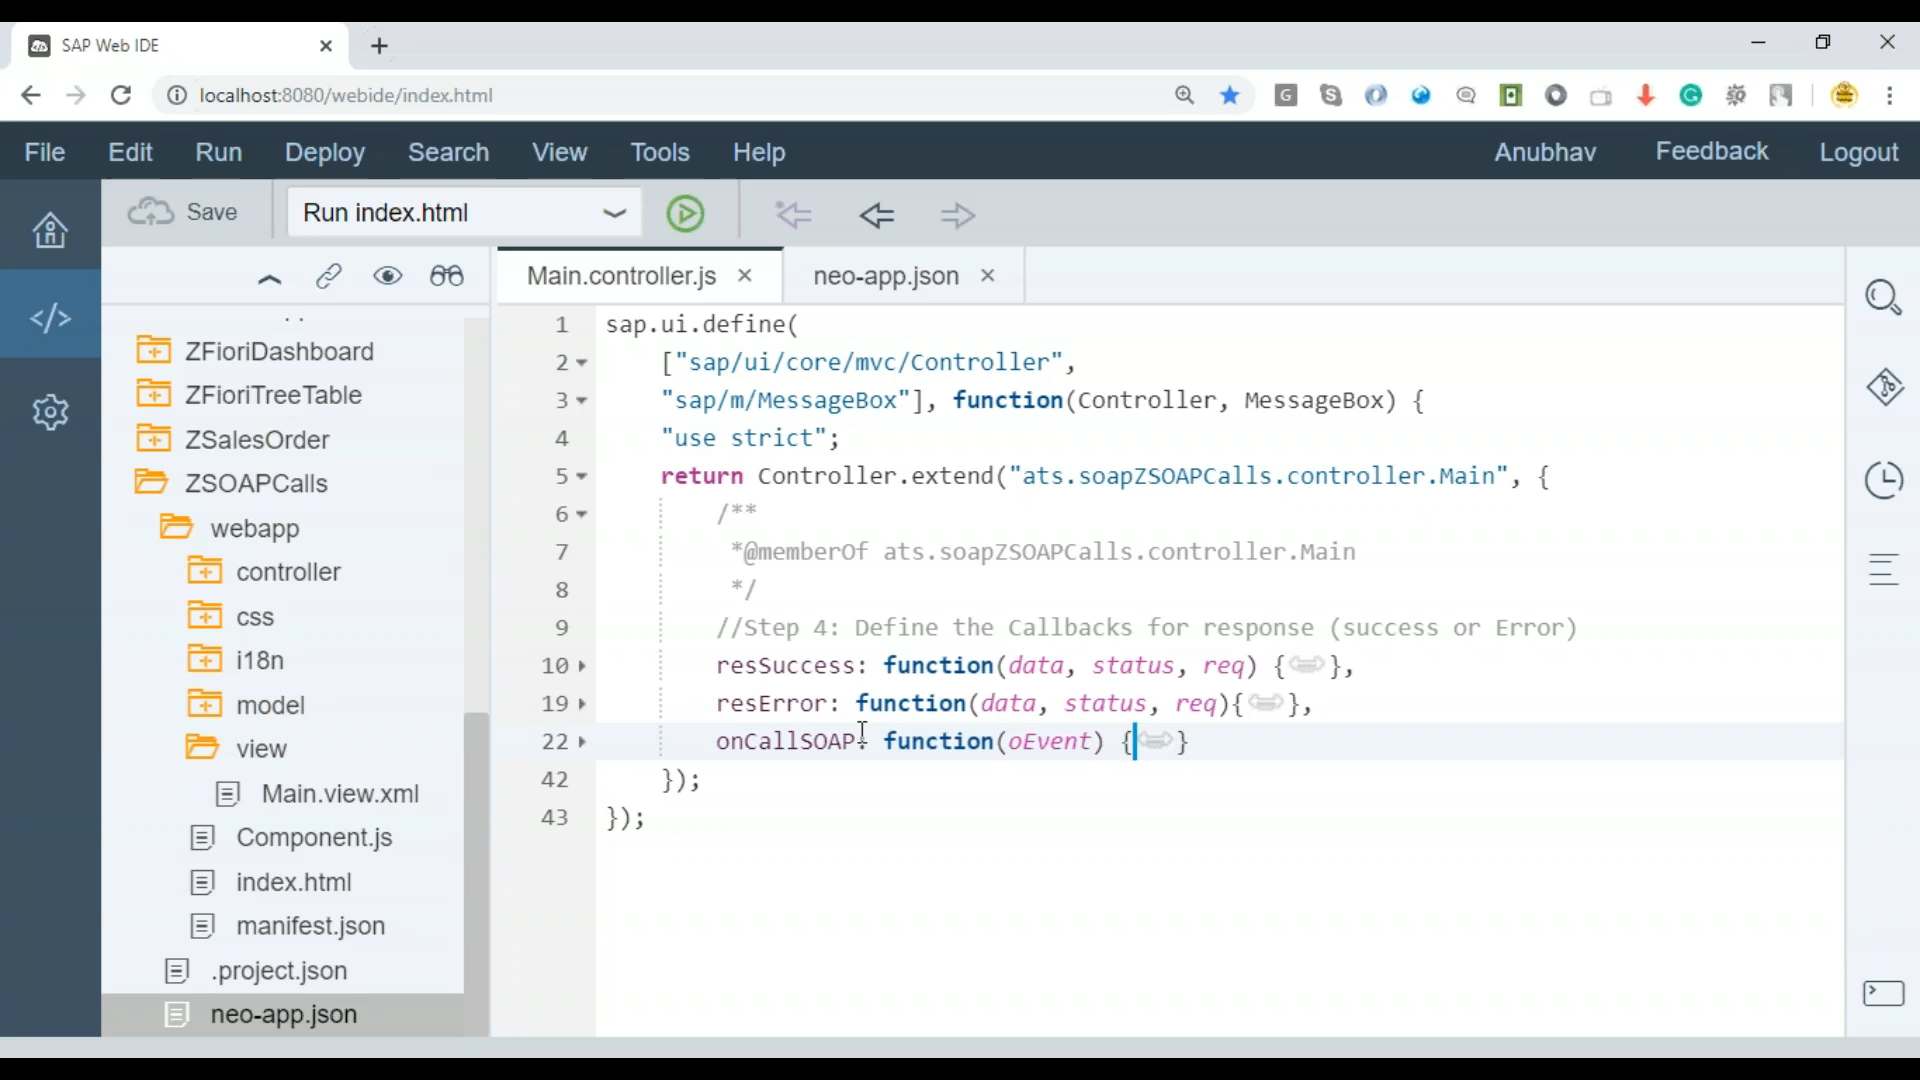 SAP Web IDE
localhost:8080/webide/index.html
File Edit Run Deploy Search View Tools Help Anubhav Feedback Logout
Save Run index.html
Main.controller.js neo-app.json
ZFioriDashboard
ZFioriTreeTable
ZSalesOrder
ZSOAPCalls
webapp
controller
css
i18n
model
view
Main.view.xml
Component.js
index.html
manifest.json
.project.json
neo-app.json
1 sap.ui.define(
2 ["sap/ui/core/mvc/Controller",
3 "sap/m/MessageBox"], function(Controller, MessageBox) {
4 "use strict";
5 return Controller.extend("ats.soapZSOAPCalls.controller.Main", {
6 /**
7 *@memberOf ats.soapZSOAPCalls.controller.Main
8 */
9 //Step 4: Define the Callbacks for response (success or Error)
10 resSuccess: function(data, status, req) {},
19 resError: function(data, status, req){},
22 onCallSOAP: function(oEvent) {}
42 });
43 });